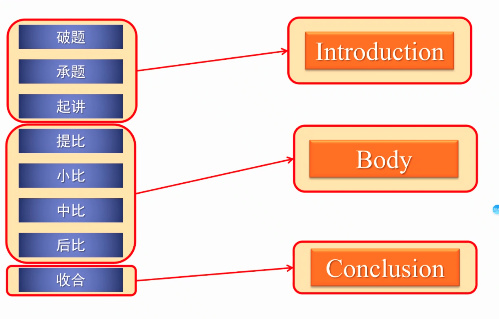 破题
承题
起讲
提比
小比
中比
后比
收合
Introduction
Body
Conclusion